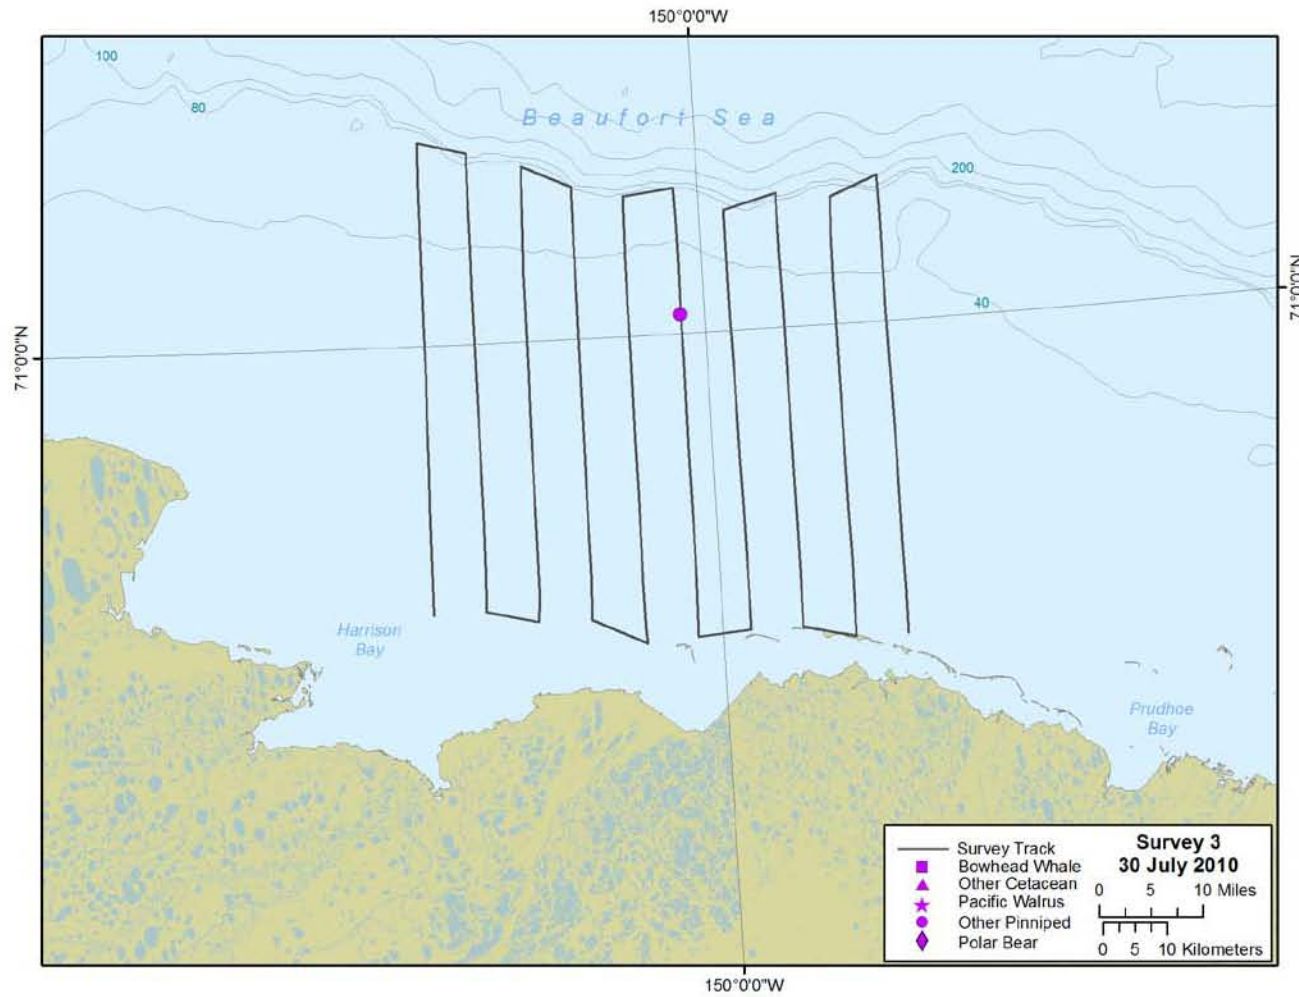 150°0'0"W
100
80
Beaufort Sea
200
71°0'0"N
40
71°0'0"N
Harrison
Bay
Prudhoe
Bay
Survey Track
Bowhead Whale
Other Cetacean
Pacific Walrus
Other Pinniped
Polar Bear
Survey 3
30 July 2010
0 5 10 Miles
0 5 10 Kilometers
150°0'0"W